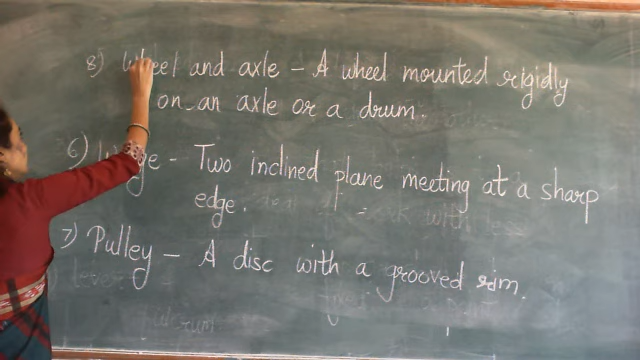 8) Wheel and axle - A wheel mounted rigidly
on an axle or a drum.
6) Wedge - Two inclined plane meeting at a sharp
edge.
7) Pulley - A disc with a grooved rim.